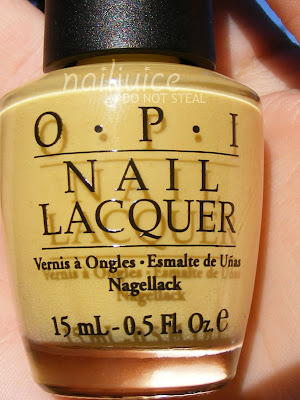 nailjuice
DO NOT STEAL
O · P · I
NAIL
LACQUER
Vernis à Ongles · Esmalte de Uñas
Nagellack
15 mL - 0.5 Fl. Oz. e